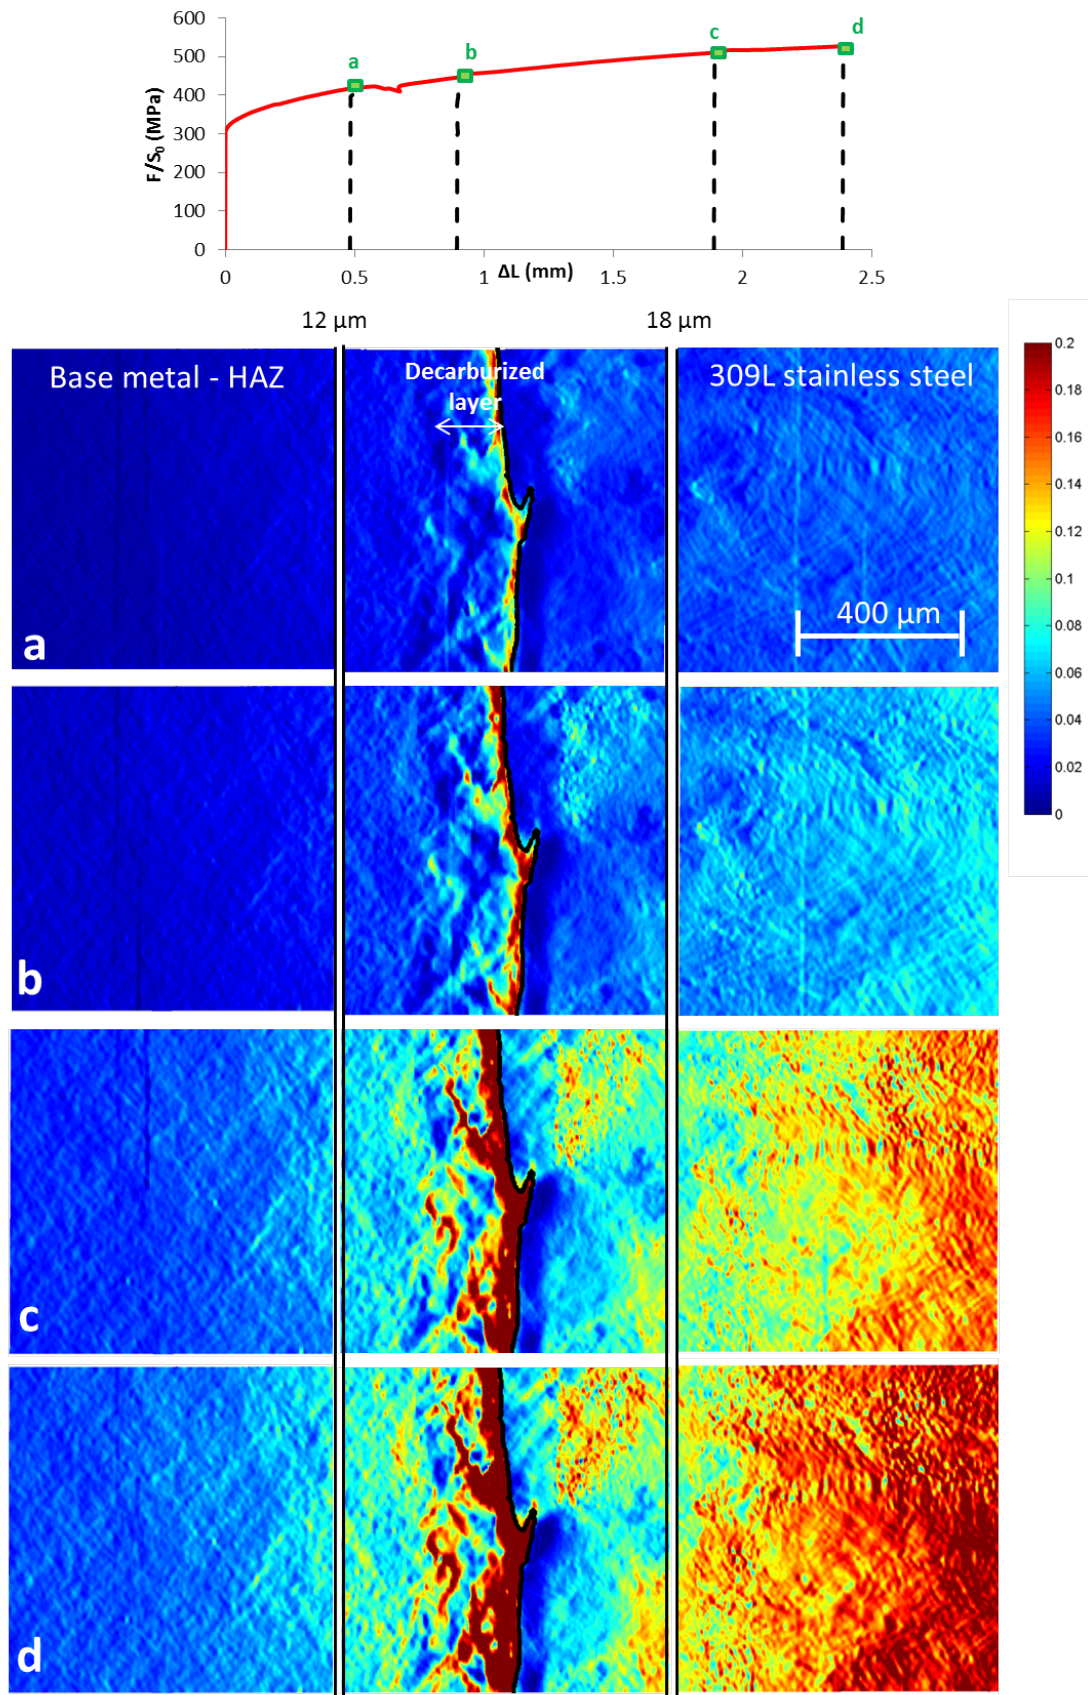 600
500
400
300
200
100
0
F/S₀ (MPa)
a
b
c
d
0
0.5
1
1.5
2
2.5
ΔL (mm)
12 µm
18 µm
Base metal - HAZ
Decarburized
layer
309L stainless steel
400 µm
a
b
c
d
0.2
0.18
0.16
0.14
0.12
0.1
0.08
0.06
0.04
0.02
0